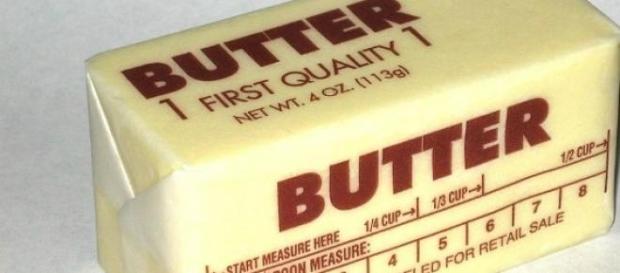 BUTTER
1 FIRST QUALITY 1
NET WT. 4 OZ. (113g)
BUTTER
1/4 CUP→ 1/3 CUP→ 1/2 CUP→
START MEASURE HERE
MEASURE: 4 5 6 7 8
FOR RETAIL SALE